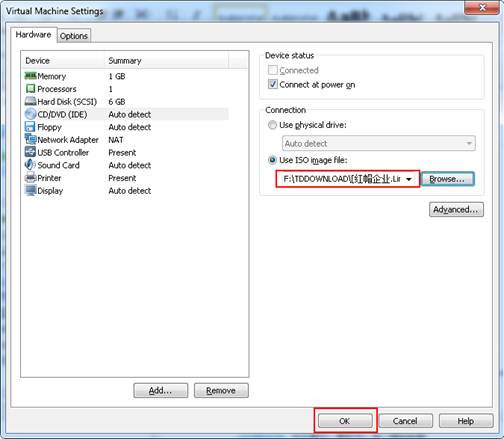 Virtual Machine Settings
Hardware Options
Device Summary
Memory 1 GB
Processors 1
Hard Disk (SCSI) 6 GB
CD/DVD (IDE) Auto detect
Floppy Auto detect
Network Adapter NAT
USB Controller Present
Sound Card Auto detect
Printer Present
Display Auto detect
Add... Remove
Device status
Connected
Connect at power on
Connection
Use physical drive:
Auto detect
Use ISO image file:
F:\TDDOWNLOAD\[红帽企业.Lir Browse...
Advanced...
OK Cancel Help